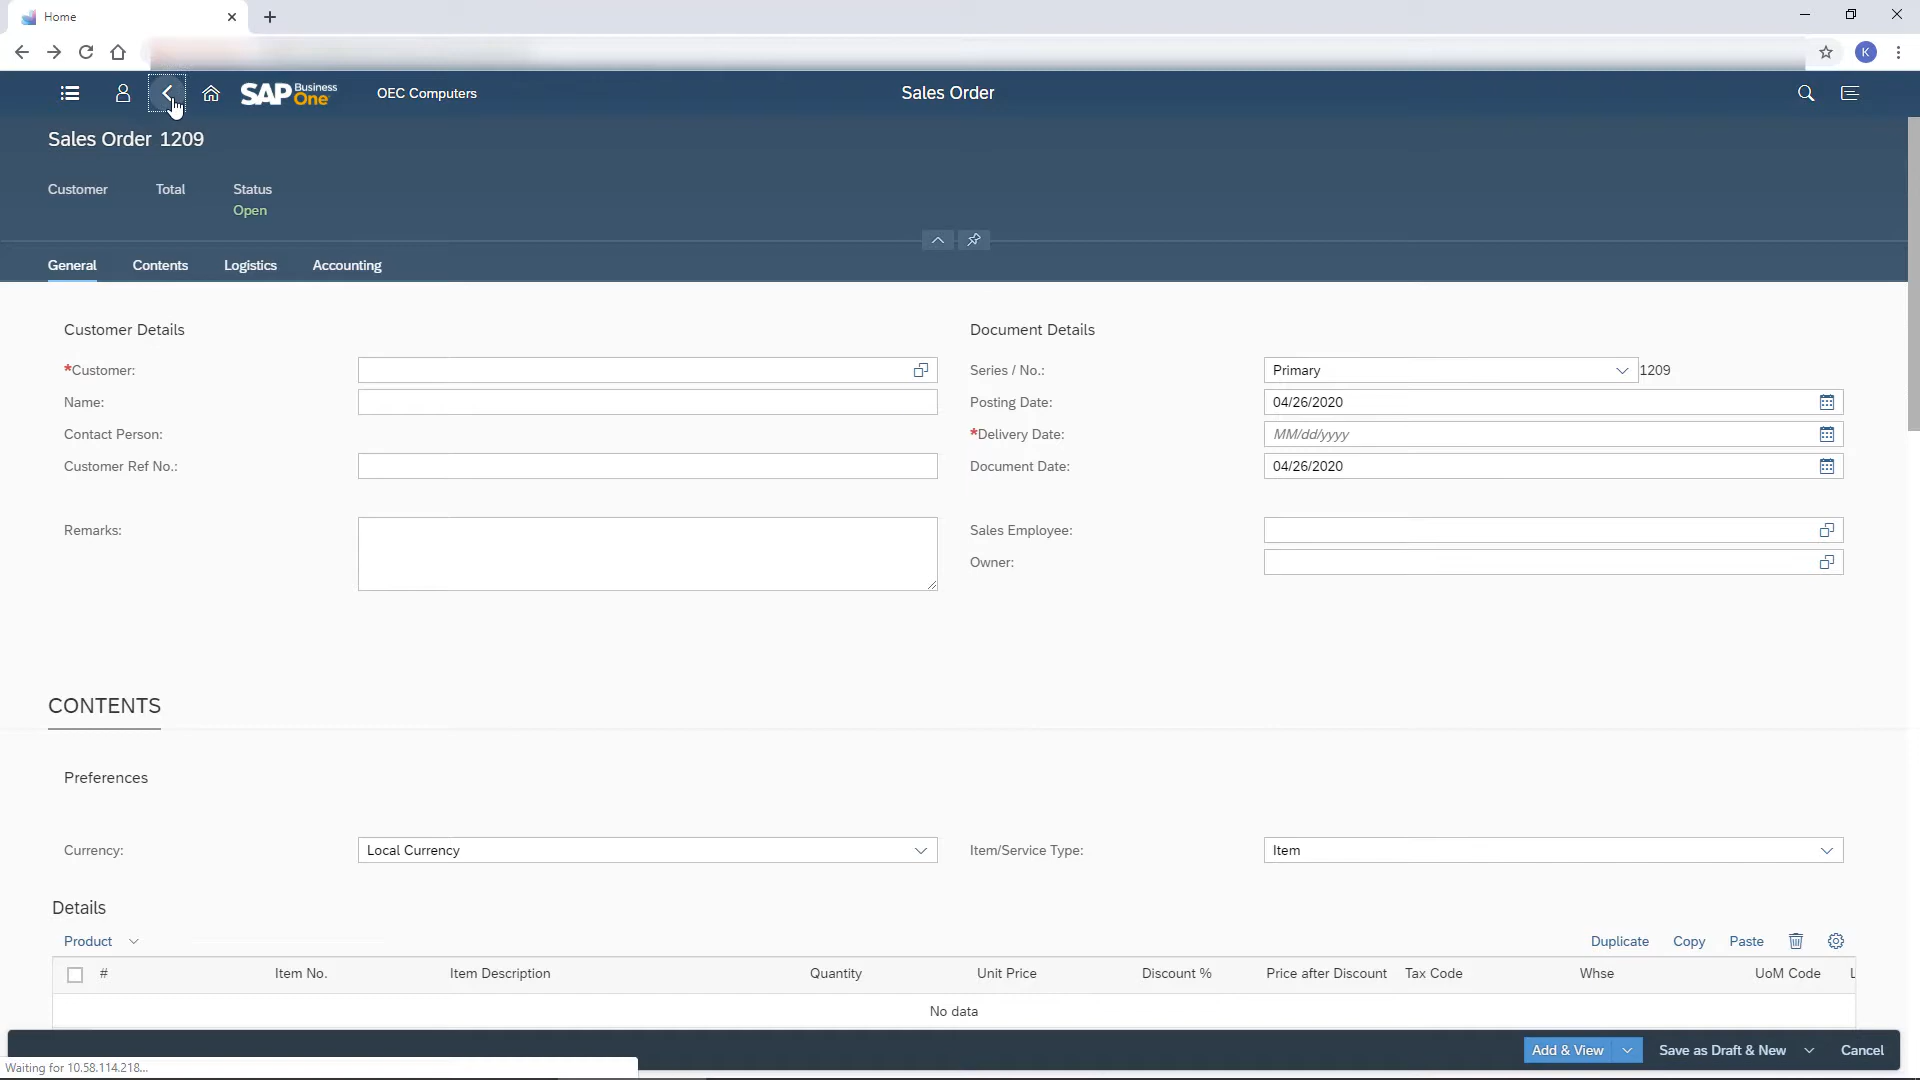 Home
K
SAP Business One
OEC Computers
Sales Order
Sales Order 1209
Customer Total Status
Open
General Contents Logistics Accounting
Customer Details
*Customer:
Name:
Contact Person:
Customer Ref No.:
Remarks:
Document Details
Series / No.: Primary 1209
Posting Date: 04/26/2020
*Delivery Date: MM/dd/yyyy
Document Date: 04/26/2020
Sales Employee:
Owner:
CONTENTS
Preferences
Currency: Local Currency Item/Service Type: Item
Details
Product Duplicate Copy Paste
# Item No. Item Description Quantity Unit Price Discount % Price after Discount Tax Code Whse UoM Code
No data
Add & View Save as Draft & New Cancel
Waiting for 10.58.114.218...